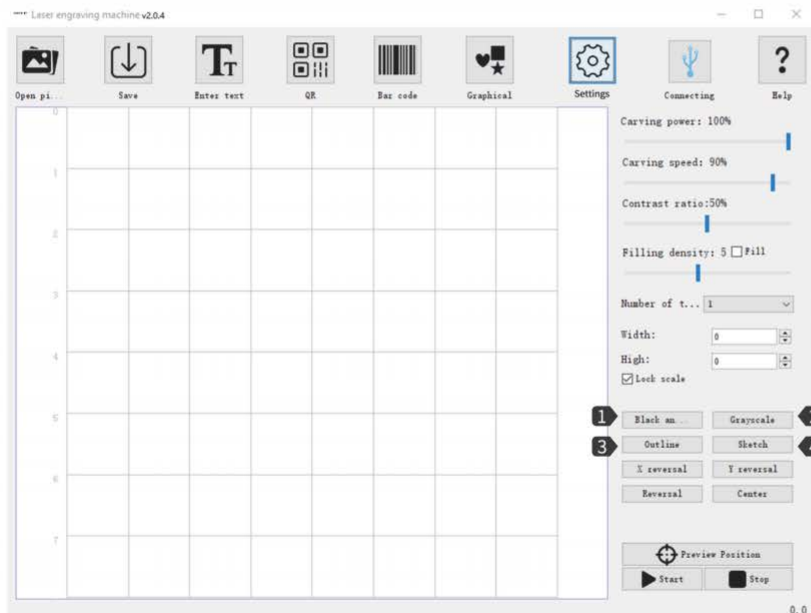 Laser engraving machine v2.0.4
Open pi... Save Enter text QR Bar code Graphical Settings Connecting Help
0
1
2
3
4
5
6
7
Carving power: 100%
Carving speed: 90%
Contrast ratio:50%
Filling density: 5 Fill
Number of t... 1
Width: 0
High: 0
Lock scale
1 Black an... Grayscale
3 Outline Sketch
X reversal Y reversal
Reversal Center
Preview Position
Start Stop
0, 0